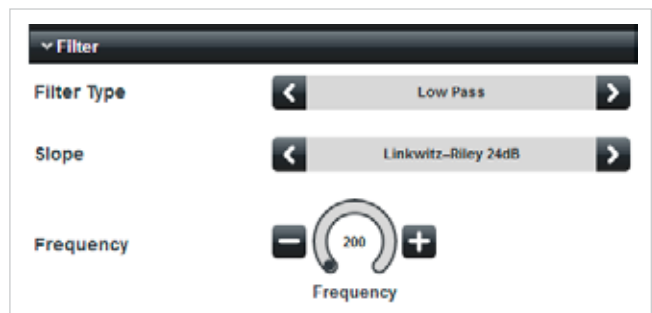 Filter
Filter Type
Low Pass
Slope
Linkwitz-Riley 24dB
Frequency
200
Frequency